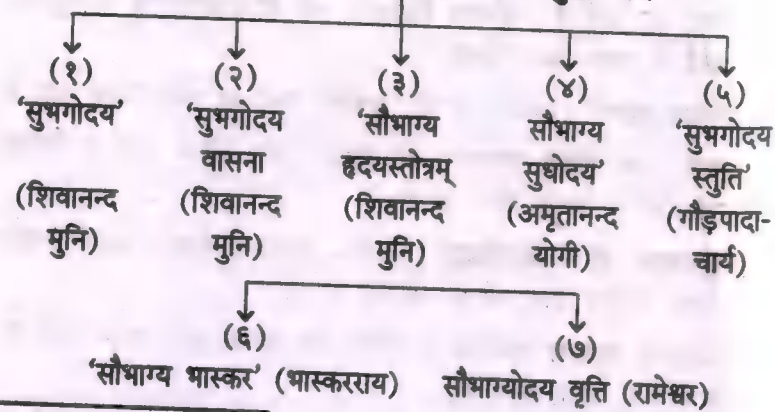 (१) (२) (३) (४) (५)
'सुभगोदय' 'सुभगोदय 'सौभाग्य सौभाग्य 'सुभगोदय
वासना हृदयस्तोत्रम् सुधोदय' स्तुति'
(शिवानन्द (शिवानन्द (शिवानन्द (अमृतानन्द (गौड़पादा-
मुनि) मुनि) मुनि) योगी) चार्य)
(६) (७)
'सौभाग्य भास्कर' (भास्करराय) सौभाग्योदय वृत्ति (रामेश्वर)